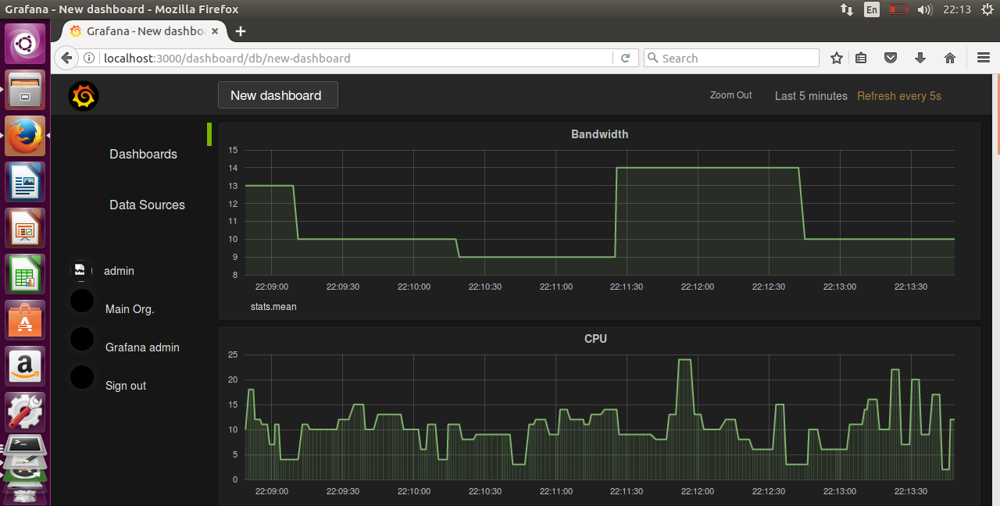 Grafana - New dashboard - Mozilla Firefox
En
22:13
Grafana - New dashbo
localhost:3000/dashboard/db/new-dashboard
Search
New dashboard
Zoom Out
Last 5 minutes
Refresh every 5s
Dashboards
Data Sources
admin
Main Org.
Grafana admin
Sign out
Bandwidth
15
14
13
12
11
10
9
8
22:09:00 22:09:30 22:10:00 22:10:30 22:11:00 22:11:30 22:12:00 22:12:30 22:13:00 22:13:30
stats.mean
CPU
25
20
15
10
5
0
22:09:00 22:09:30 22:10:00 22:10:30 22:11:00 22:11:30 22:12:00 22:12:30 22:13:00 22:13:30